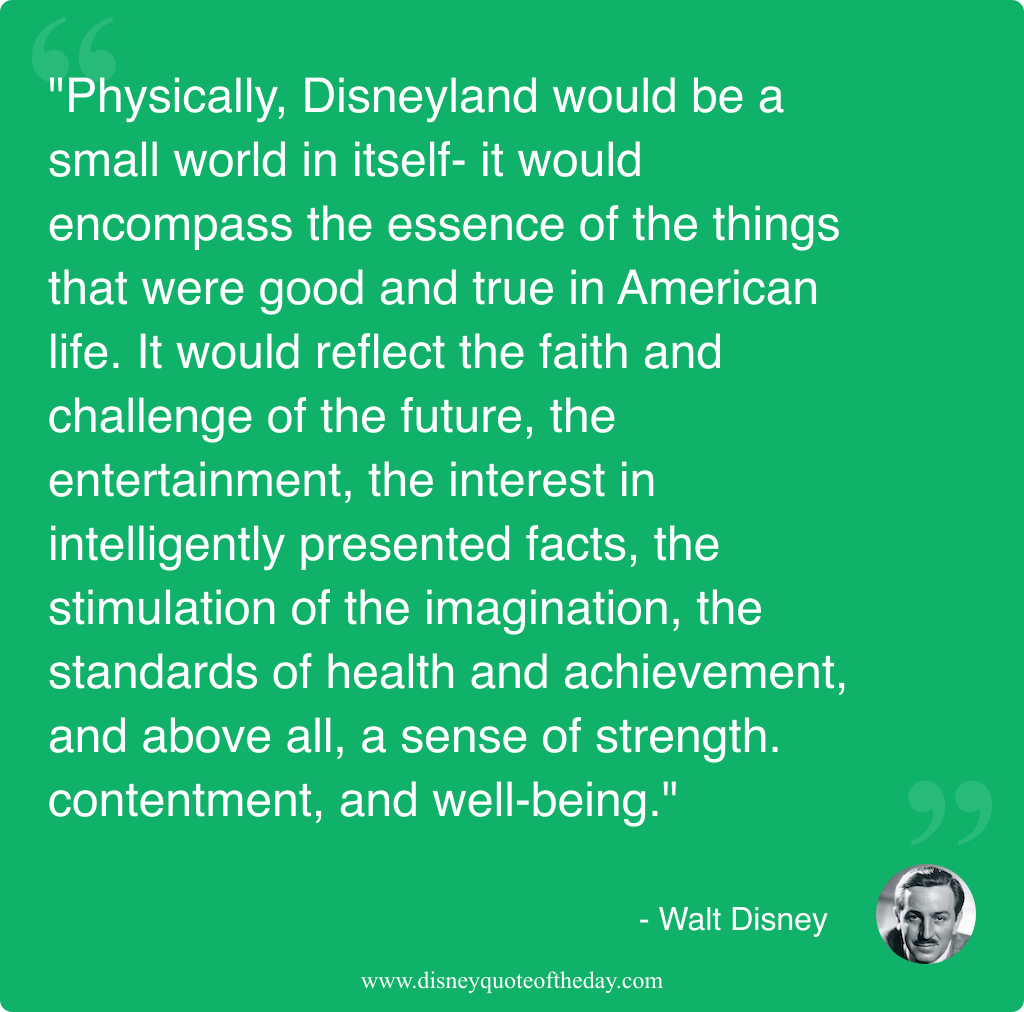 "Physically, Disneyland would be a
small world in itself- it would
encompass the essence of the things
that were good and true in American
life. It would reflect the faith and
challenge of the future, the
entertainment, the interest in
intelligently presented facts, the
stimulation of the imagination, the
standards of health and achievement,
and above all, a sense of strength.
contentment, and well-being."
- Walt Disney
www.disneyquoteoftheday.com